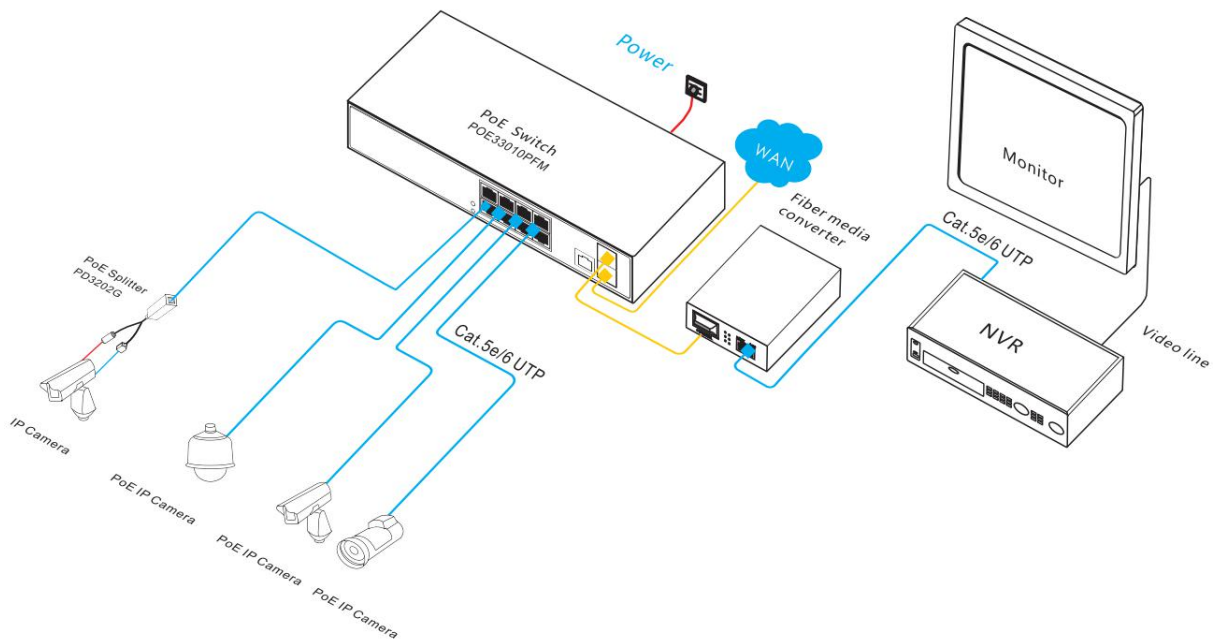 Power
PoE Switch
POE33010PFM
WAN
Monitor
Fiber media
converter
Cat.5e/6 UTP
NVR
Video line
PoE Splitter
PD3202G
Cat.5e/6 UTP
IP Camera
PoE IP Camera
PoE IP Camera
PoE IP Camera